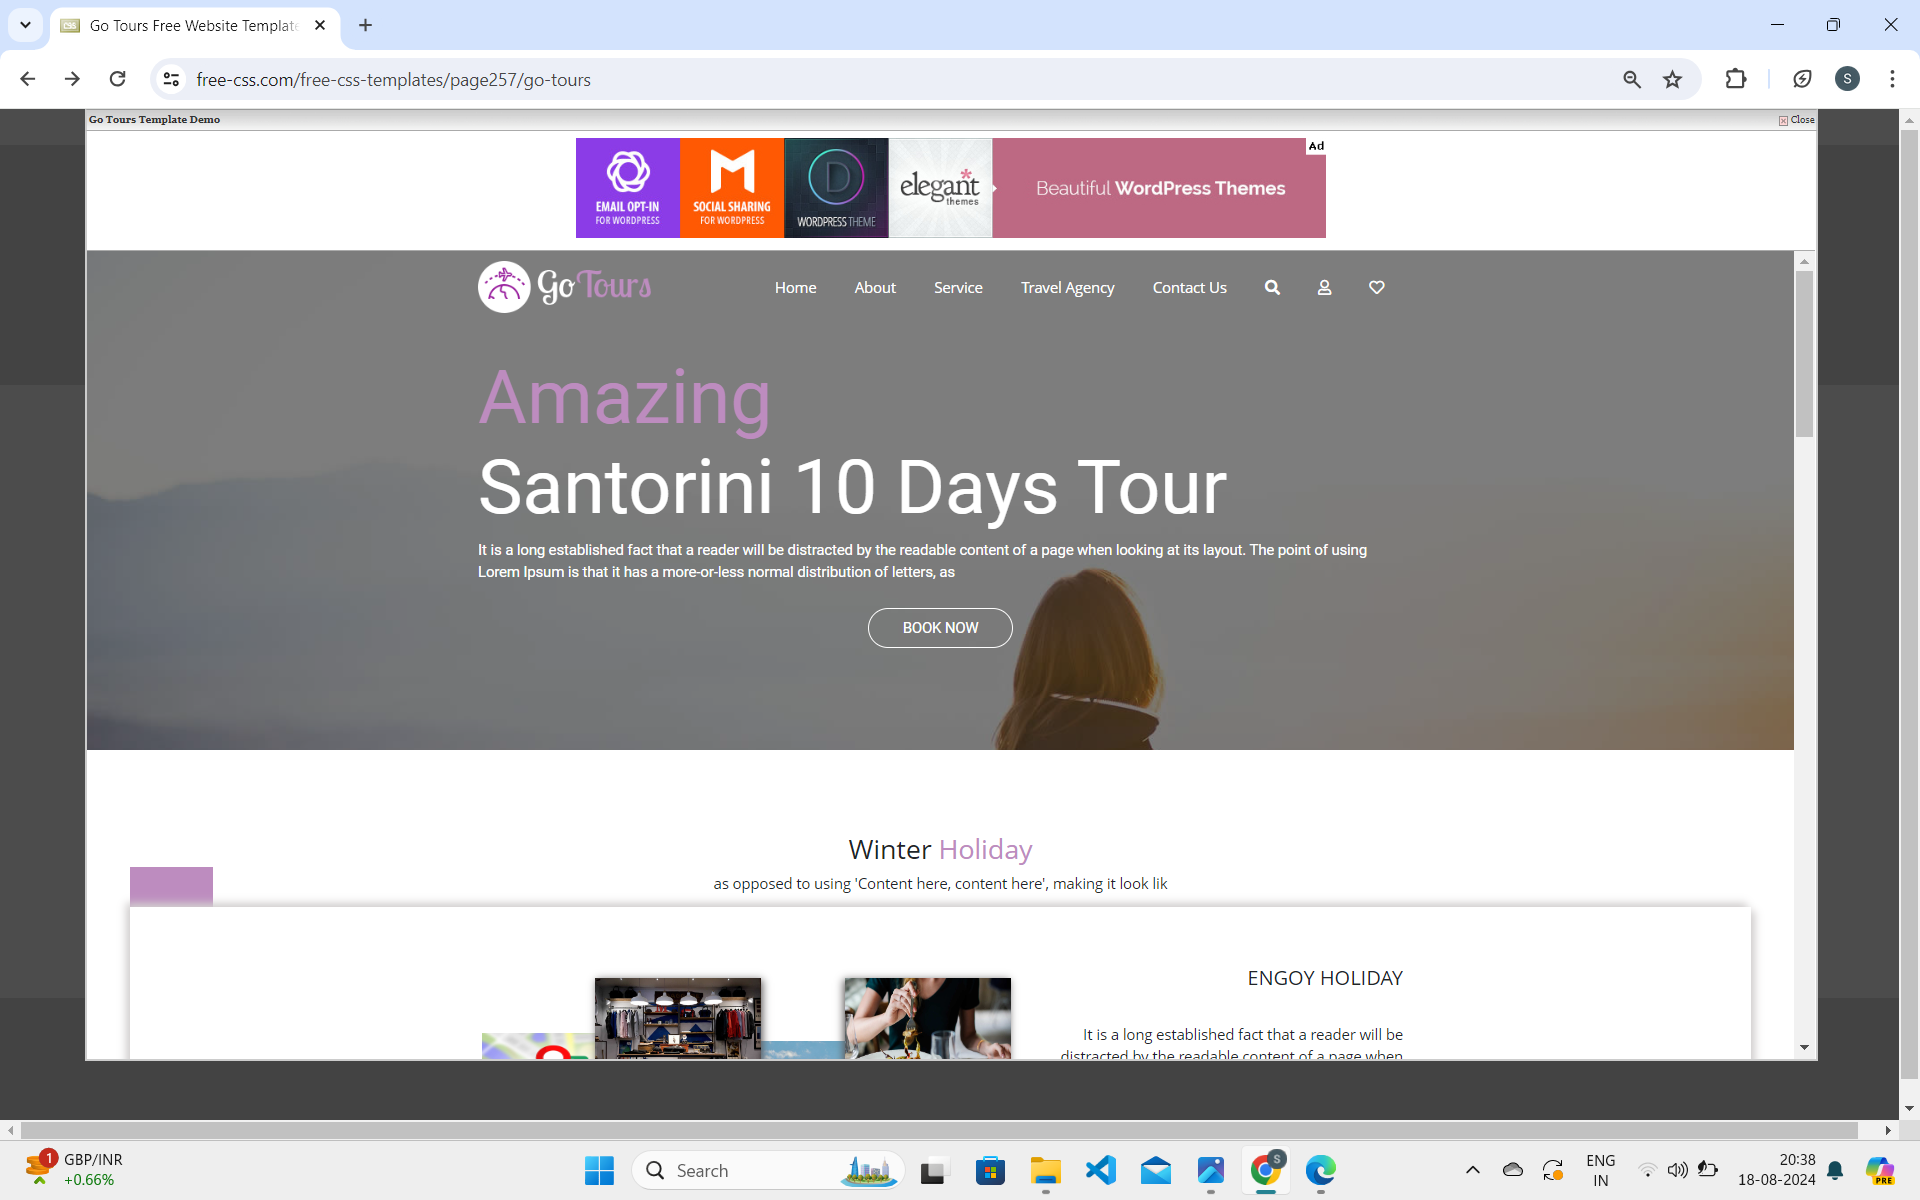 Go Tours Free Website Template
free-css.com/free-css-templates/page257/go-tours
S
Go Tours Template Demo
Close
Ad
EMAIL OPT-IN
FOR WORDPRESS
SOCIAL SHARING
FOR WORDPRESS
D
WORDPRESS THEME
elegant
themes
Beautiful WordPress Themes
Go Tours
Home
About
Service
Travel Agency
Contact Us
Amazing
Santorini 10 Days Tour
It is a long established fact that a reader will be distracted by the readable content of a page when looking at its layout. The point of using
Lorem Ipsum is that it has a more-or-less normal distribution of letters, as
BOOK NOW
Winter Holiday
as opposed to using 'Content here, content here', making it look lik
ENGOY HOLIDAY
It is a long established fact that a reader will be
distracted by the readable content of a page when
1
GBP/INR
+0.66%
Search
S
ENG
IN
20:38
18-08-2024
PRE